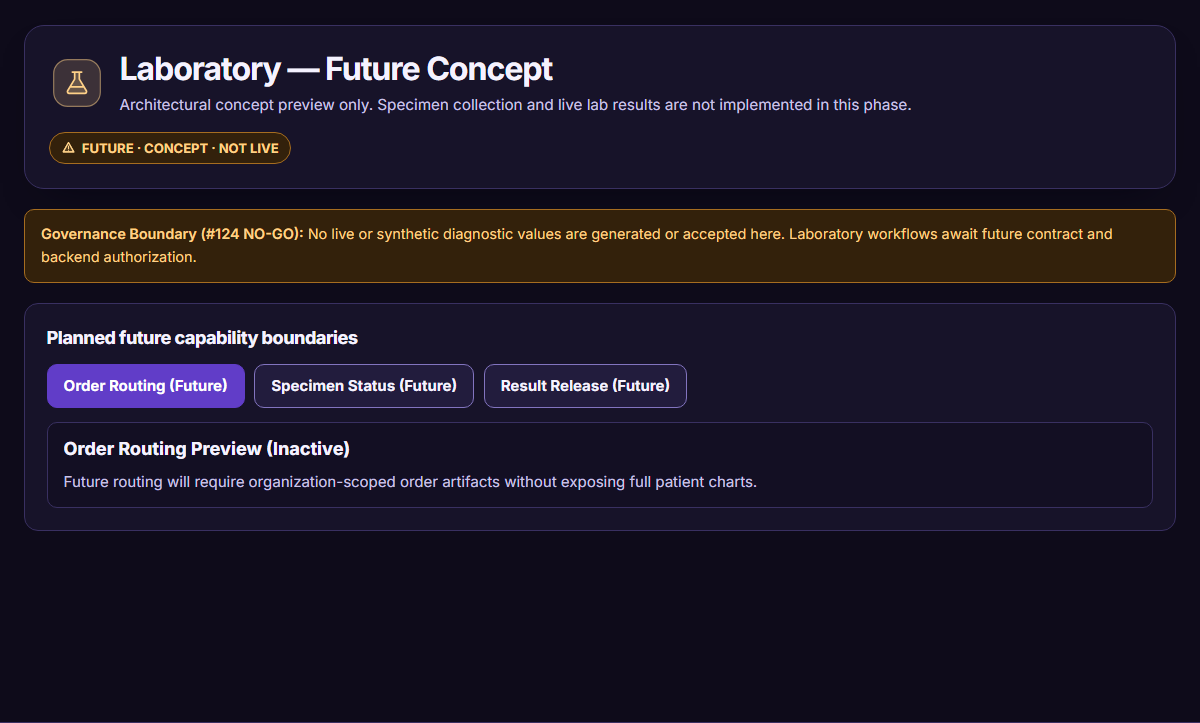 Laboratory — Future Concept
Architectural concept preview only. Specimen collection and live lab results are not implemented in this phase.
FUTURE · CONCEPT · NOT LIVE
Governance Boundary (#124 NO-GO): No live or synthetic diagnostic values are generated or accepted here. Laboratory workflows await future contract and
backend authorization.
Planned future capability boundaries
Order Routing (Future)
Specimen Status (Future)
Result Release (Future)
Order Routing Preview (Inactive)
Future routing will require organization-scoped order artifacts without exposing full patient charts.